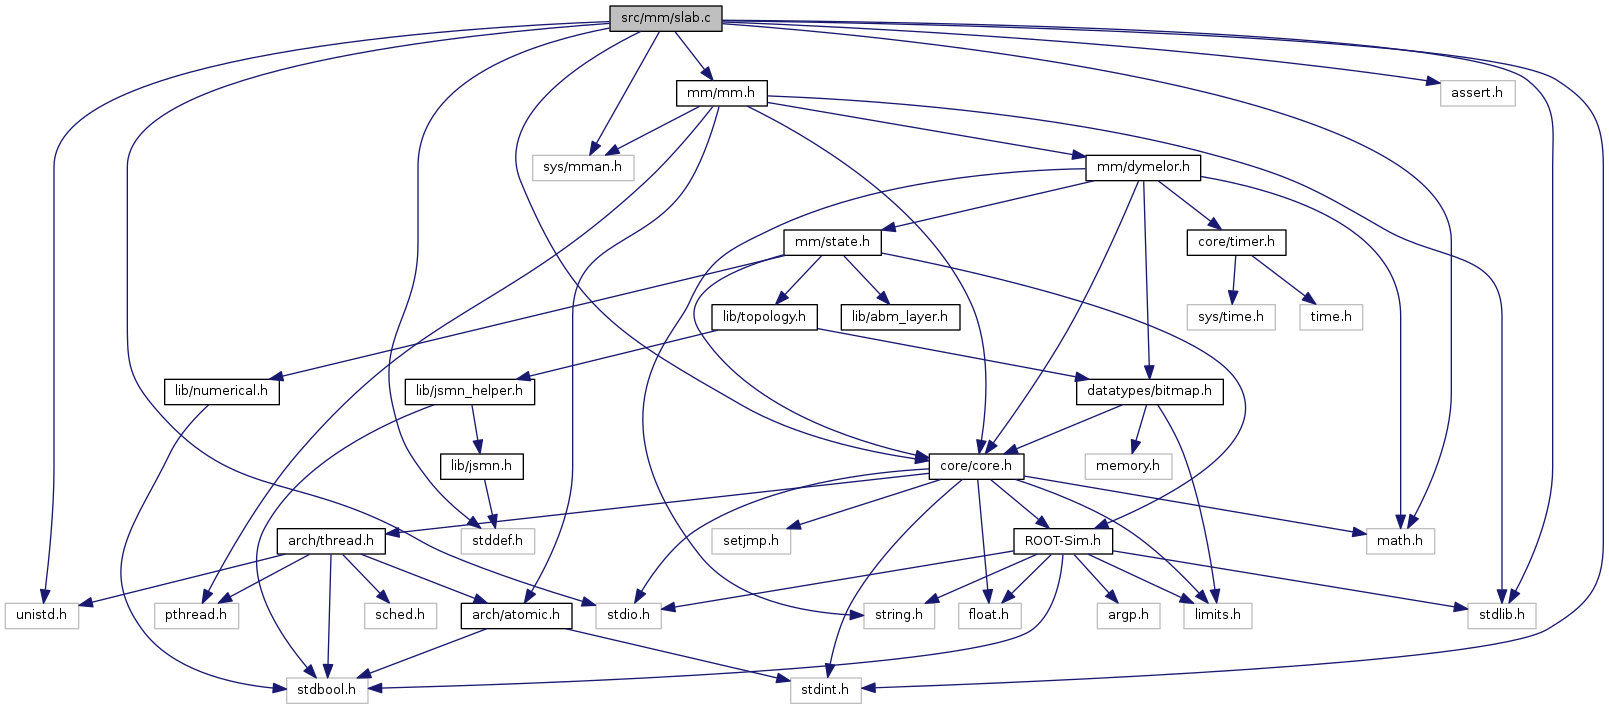 src/mm/slab.c
mm/mm.h
assert.h
sys/mman.h
mm/dymelor.h
mm/state.h
core/timer.h
lib/topology.h
lib/abm_layer.h
sys/time.h
time.h
lib/numerical.h
lib/jsmn_helper.h
datatypes/bitmap.h
lib/jsmn.h
core/core.h
memory.h
arch/thread.h
stddef.h
setjmp.h
ROOT-Sim.h
math.h
unistd.h
pthread.h
sched.h
arch/atomic.h
stdio.h
string.h
float.h
argp.h
limits.h
stdlib.h
stdbool.h
stdint.h